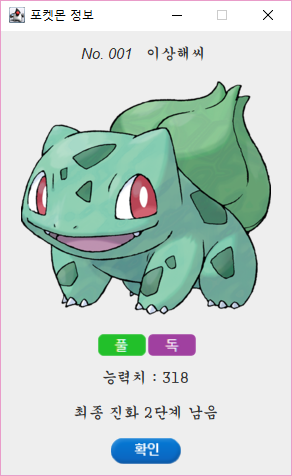 포켓몬 정보
No. 001 이상해씨
풀 독
능력치 : 318
최종 진화 2단계 남음
확인